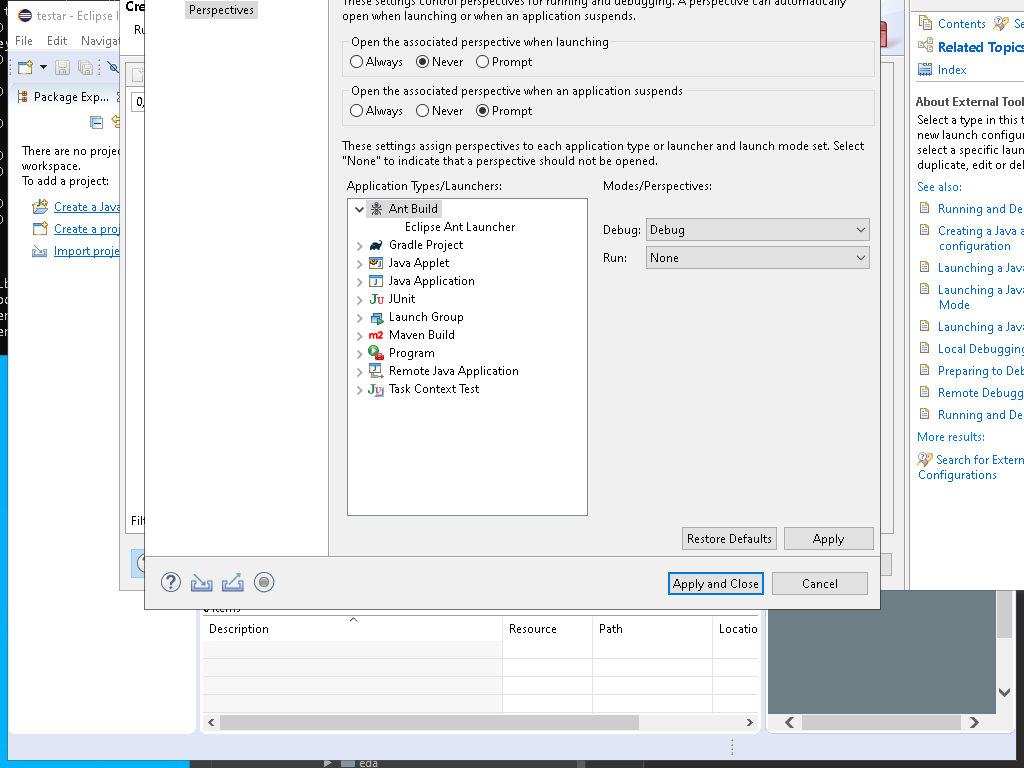 testar - Eclipse I
File Edit Navigat
Package Exp...
There are no proje
workspace.
To add a project:
Create a Java
Create a proj
Import proje
Cre
Ru
0,
Filt
Perspectives
These settings control perspectives for running and debugging. A perspective can automatically
open when launching or when an application suspends.
Open the associated perspective when launching
Always Never Prompt
Open the associated perspective when an application suspends
Always Never Prompt
These settings assign perspectives to each application type or launcher and launch mode set. Select
"None" to indicate that a perspective should not be opened.
Application Types/Launchers:
Ant Build
Eclipse Ant Launcher
Gradle Project
Java Applet
Java Application
JUnit
Launch Group
Maven Build
Program
Remote Java Application
Task Context Test
Modes/Perspectives:
Debug: Debug
Run: None
Restore Defaults Apply
Apply and Close Cancel
Description Resource Path Locatio
eda
Contents Se
Related Topics
Index
About External Tool
Select a type in this t
new launch configur
select a specific laun
duplicate, edit or del
See also:
Running and De
Creating a Java a
configuration
Launching a Java
Launching a Java
Mode
Launching a Java
Local Debugging
Preparing to Deb
Remote Debugg
Running and De
More results:
Search for Extern
Configurations